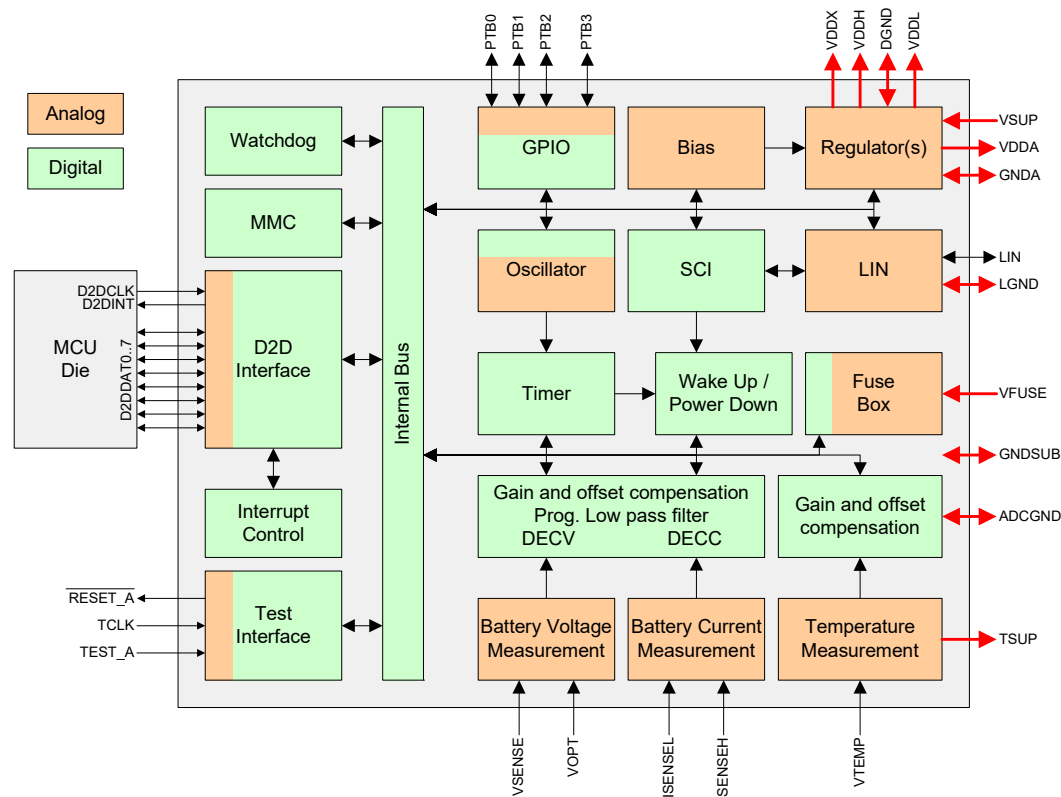 PTB0
PTB1
PTB2
PTB3
VDDX
VDDH
DGND
VDDL
Analog
Digital
Watchdog
GPIO
Bias
Regulator(s)
VSUP
VDDA
GNDA
MMC
Oscillator
SCI
LIN
LIN
LGND
MCU
Die
D2DCLK
D2DINT
D2DDAT0..7
D2D
Interface
Internal Bus
Timer
Wake Up /
Power Down
Fuse
Box
VFUSE
GNDSUB
Interrupt
Control
Gain and offset compensation
Prog. Low pass filter
DECV
DECC
Gain and offset
compensation
ADCGND
RESET_A
TCLK
TEST_A
Test
Interface
Battery Voltage
Measurement
Battery Current
Measurement
Temperature
Measurement
TSUP
VSENSE
VOPT
ISENSEL
SENSEH
VTEMP